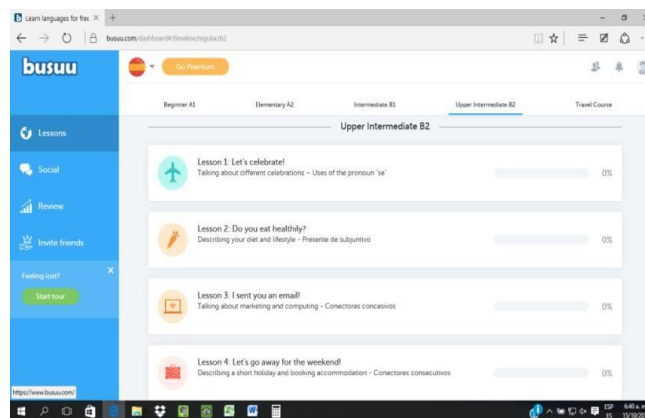 Learn languages for free
busuu.com/dashboard#/timeline/regular/b2
busuu
Go Premium
Beginner A1
Elementary A2
Intermediate B1
Upper Intermediate B2
Travel Course
Lessons
Social
Review
Invite friends
Feeling lost?
X
Start tour
Upper Intermediate B2
Lesson 1: Let's celebrate!
Talking about different celebrations – Uses of the pronoun 'se'
0%
Lesson 2: Do you eat healthily?
Describing your diet and lifestyle - Presente de subjuntivo
0%
Lesson 3: I sent you an email!
Talking about marketing and computing - Conectores concesivos
0%
Lesson 4: Let's go away for the weekend!
Describing a short holiday and booking accommodation - Conectores consecutivos
0%
https://www.busuu.com/
ESP
ES
6:40 a. m.